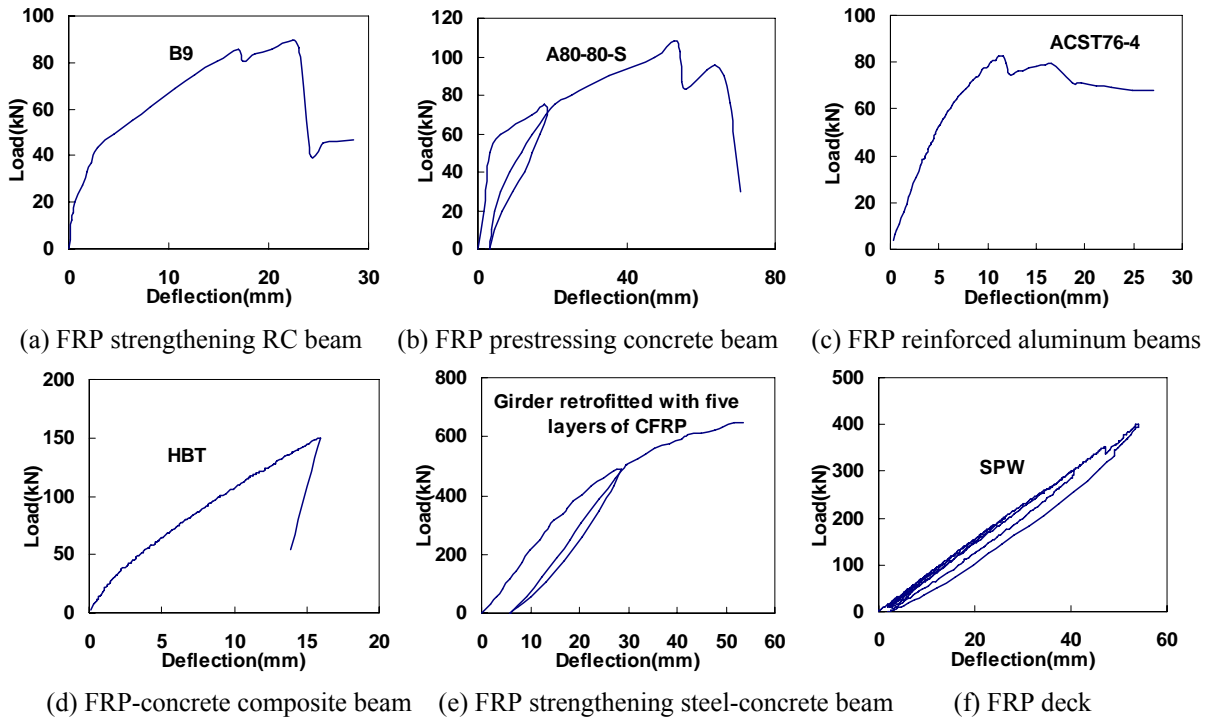 100
80
60
40
20
0
Load(kN)
B9
0 10 20 30
Deflection(mm)
(a) FRP strengthening RC beam
120
100
80
60
40
20
0
Load(kN)
A80-80-S
0 40 60 80
Deflection(mm)
(b) FRP prestressing concrete beam
100
80
60
40
20
0
Load(kN)
ACST76-4
0 5 10 15 20 25 30
Deflection(mm)
(c) FRP reinforced aluminum beams
200
150
100
50
0
Load(kN)
HBT
0 5 10 15 20
Deflection(mm)
(d) FRP-concrete composite beam
800
600
400
200
0
Load(kN)
Girder retrofitted with five
layers of CFRP
0 10 20 30 40 50 60
Deflection(mm)
(e) FRP strengthening steel-concrete beam
500
400
300
200
100
0
Load(kN)
SPW
0 20 40 60
Deflection(mm)
(f) FRP deck